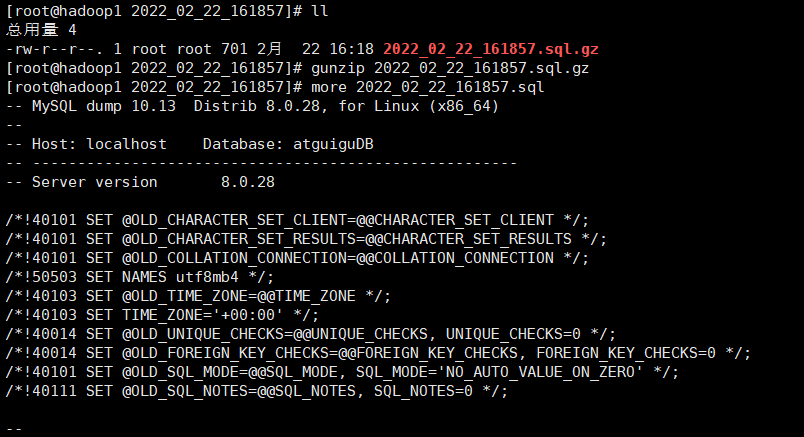 [root@hadoop1 2022_02_22_161857]# ll
总用量 4
-rw-r--r--. 1 root root 701 2月  22 16:18 2022_02_22_161857.sql.gz
[root@hadoop1 2022_02_22_161857]# gunzip 2022_02_22_161857.sql.gz
[root@hadoop1 2022_02_22_161857]# more 2022_02_22_161857.sql
-- MySQL dump 10.13  Distrib 8.0.28, for Linux (x86_64)
--
-- Host: localhost    Database: atguiguDB
-- ------------------------------------------------------
-- Server version       8.0.28

/*!40101 SET @OLD_CHARACTER_SET_CLIENT=@@CHARACTER_SET_CLIENT */;
/*!40101 SET @OLD_CHARACTER_SET_RESULTS=@@CHARACTER_SET_RESULTS */;
/*!40101 SET @OLD_COLLATION_CONNECTION=@@COLLATION_CONNECTION */;
/*!50503 SET NAMES utf8mb4 */;
/*!40103 SET @OLD_TIME_ZONE=@@TIME_ZONE */;
/*!40103 SET TIME_ZONE='+00:00' */;
/*!40014 SET @OLD_UNIQUE_CHECKS=@@UNIQUE_CHECKS, UNIQUE_CHECKS=0 */;
/*!40014 SET @OLD_FOREIGN_KEY_CHECKS=@@FOREIGN_KEY_CHECKS, FOREIGN_KEY_CHECKS=0 */;
/*!40101 SET @OLD_SQL_MODE=@@SQL_MODE, SQL_MODE='NO_AUTO_VALUE_ON_ZERO' */;
/*!40111 SET @OLD_SQL_NOTES=@@SQL_NOTES, SQL_NOTES=0 */;

--